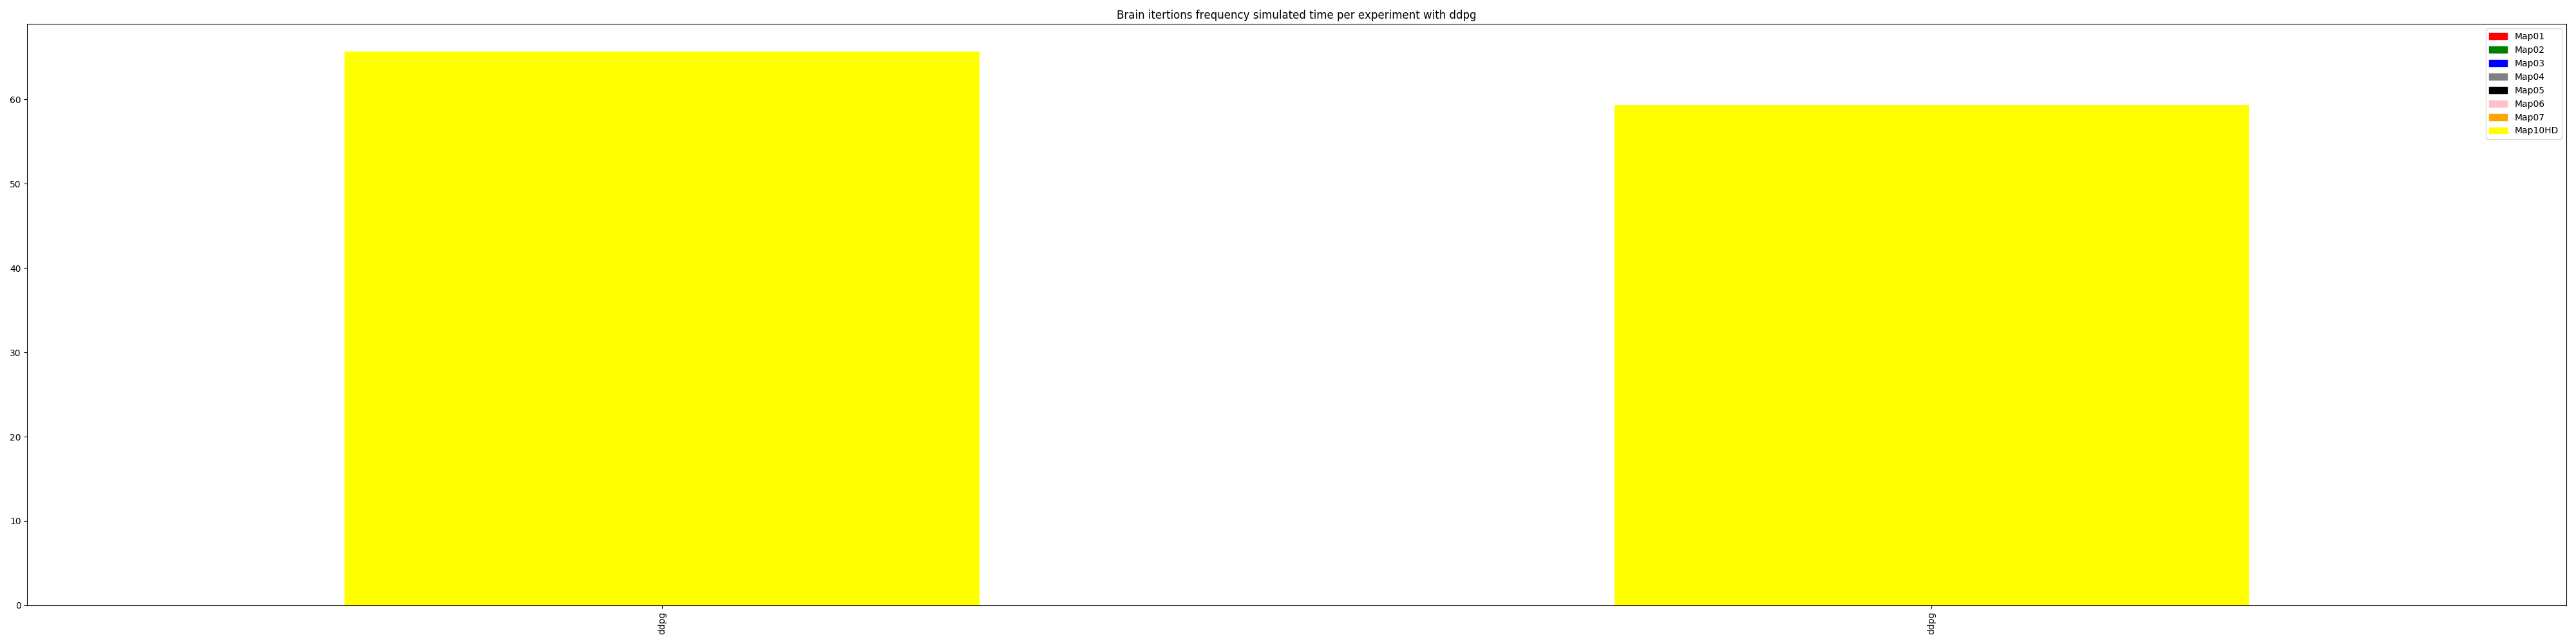 Brain itertions frequency simulated time per experiment with ddpg
Map01
Map02
Map03
Map04
Map05
Map06
Map07
Map10HD
60
50
40
30
20
10
0
ddpg
ddpg